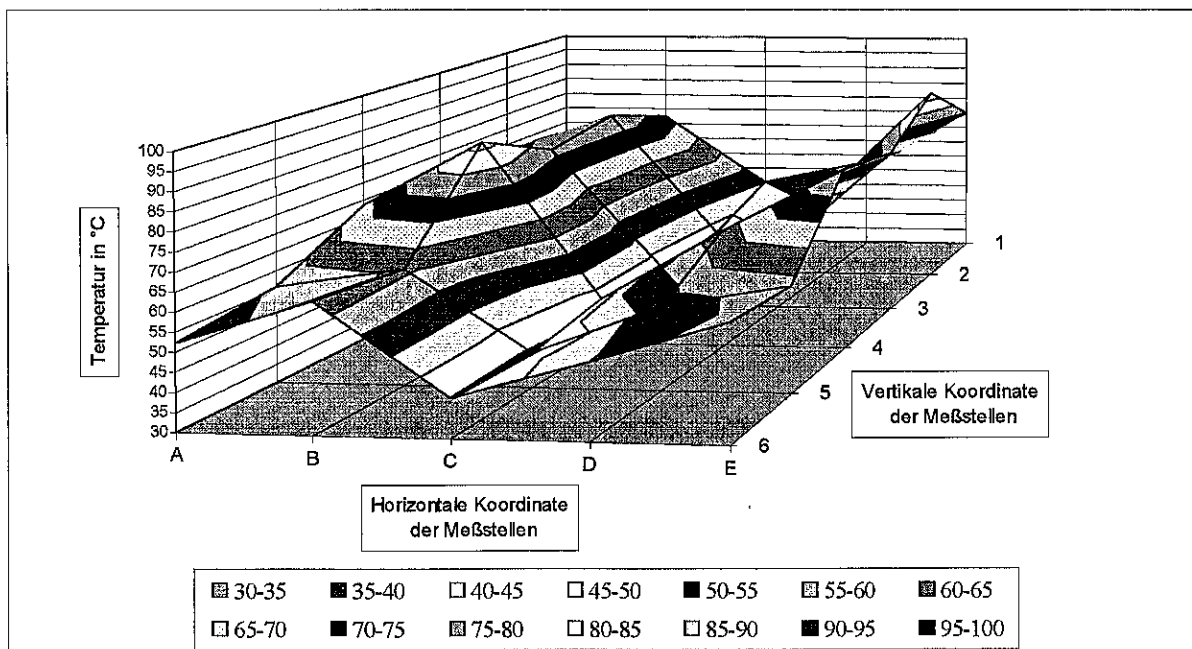 Temperatur in °C
100
95
90
85
80
75
70
65
60
55
50
45
40
35
30
A
B
C
D
E
1
2
3
4
5
6
Vertikale Koordinate
der Meßstellen
Horizontale Koordinate
der Meßstellen
30-35 35-40 40-45 45-50 50-55 55-60 60-65
65-70 70-75 75-80 80-85 85-90 90-95 95-100